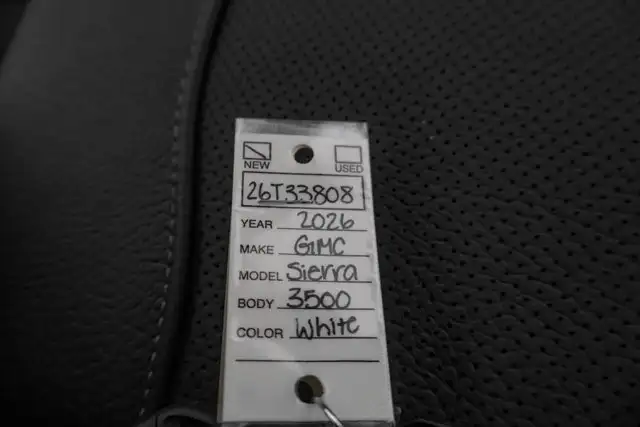 NEW USED
26T33808
YEAR 2026
MAKE GMC
MODEL Sierra
BODY 3500
COLOR White